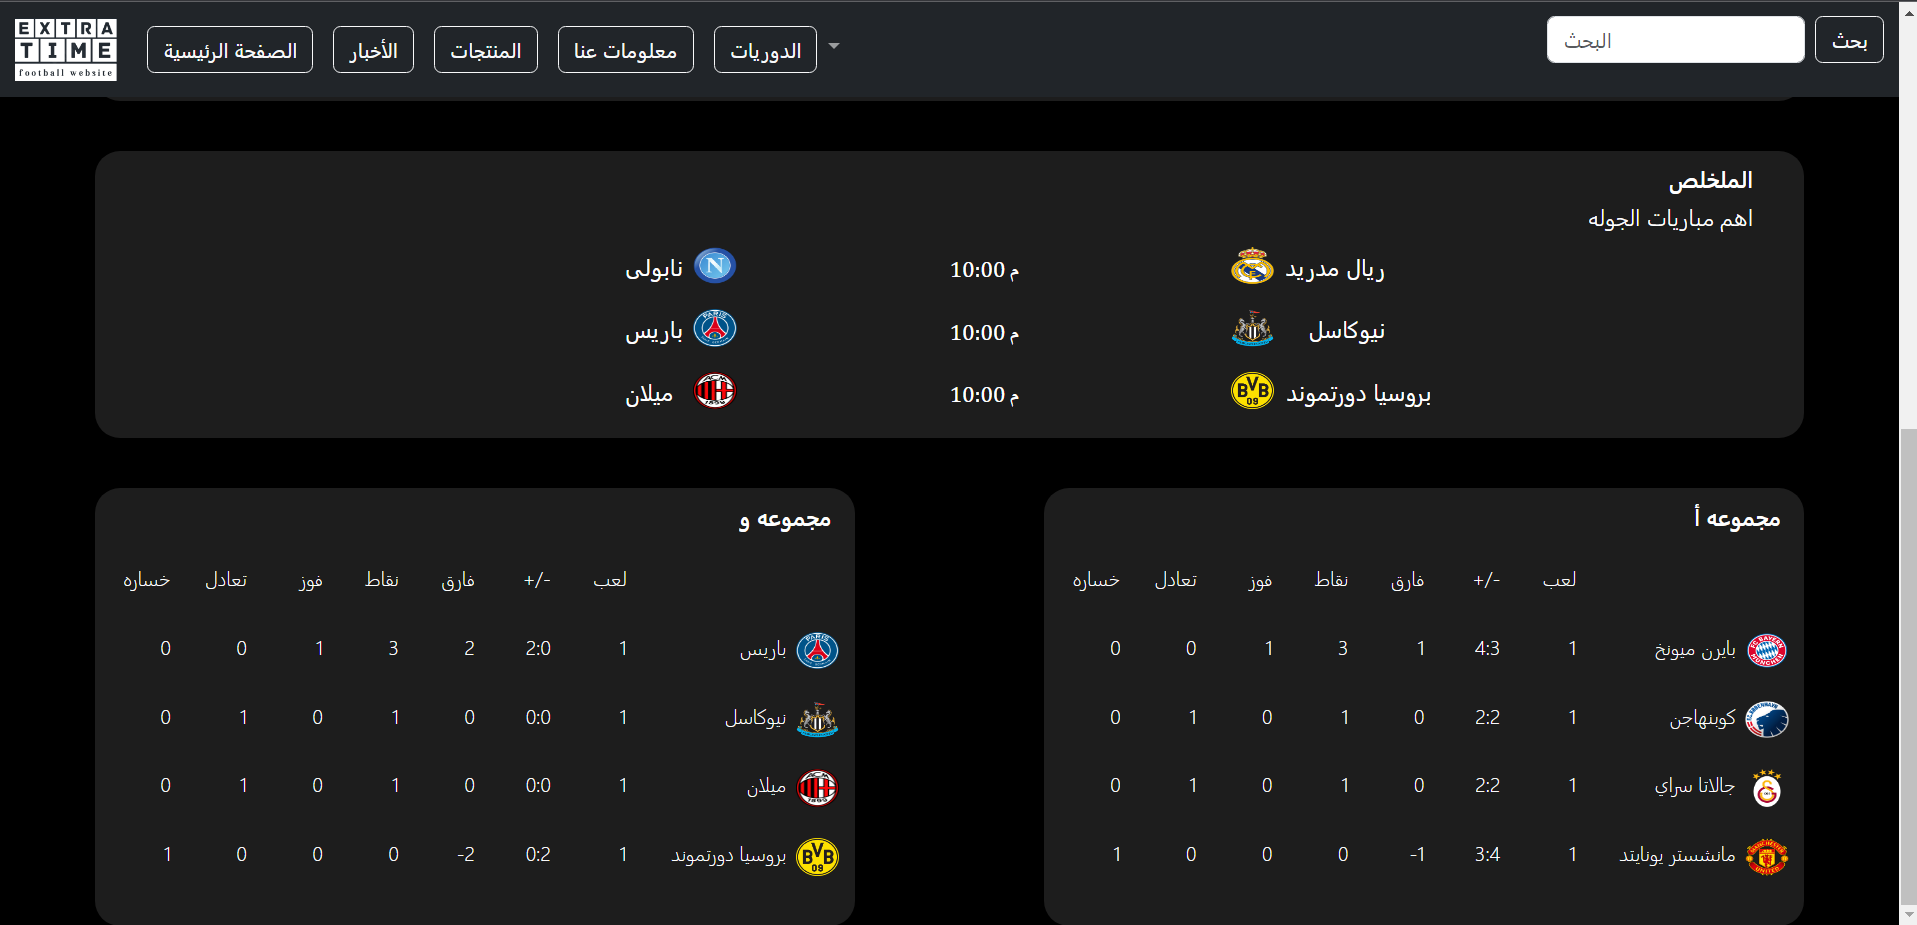 EXTRA
TIME
football website
الصفحة الرئيسية
الأخبار
المنتجات
معلومات عنا
الدوريات
البحث
بحث
الملخلص
اهم مباريات الجوله
ريال مدريد 10:00 م نابولى
نيوكاسل 10:00 م باريس
بروسيا دورتموند 10:00 م ميلان
مجموعه أ
لعب +/- فارق نقاط فوز تعادل خساره
بايرن ميونخ 1 4:3 1 3 1 0 0
كوبنهاجن 1 2:2 0 1 0 1 0
جالاتا سراي 1 2:2 0 1 0 1 0
مانشستر يونايتد 1 3:4 -1 0 0 0 1
مجموعه و
لعب +/- فارق نقاط فوز تعادل خساره
باريس 1 2:0 2 3 1 0 0
نيوكاسل 1 0:0 0 1 0 1 0
ميلان 1 0:0 0 1 0 1 0
بروسيا دورتموند 1 0:2 -2 0 0 0 1